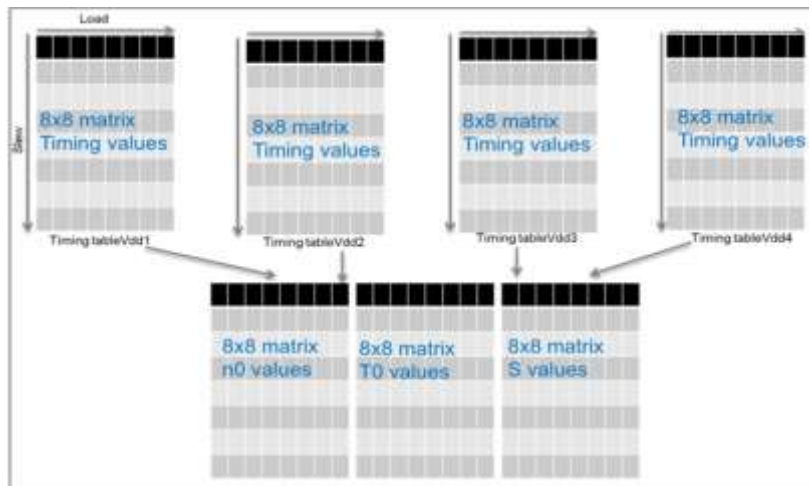 Load
Slew
8x8 matrix
Timing values
8x8 matrix
Timing values
8x8 matrix
Timing values
8x8 matrix
Timing values
Timing tableVdd1
Timing tableVdd2
Timing tableVdd3
Timing tableVdd4
8x8 matrix
n0 values
8x8 matrix
T0 values
8x8 matrix
S values